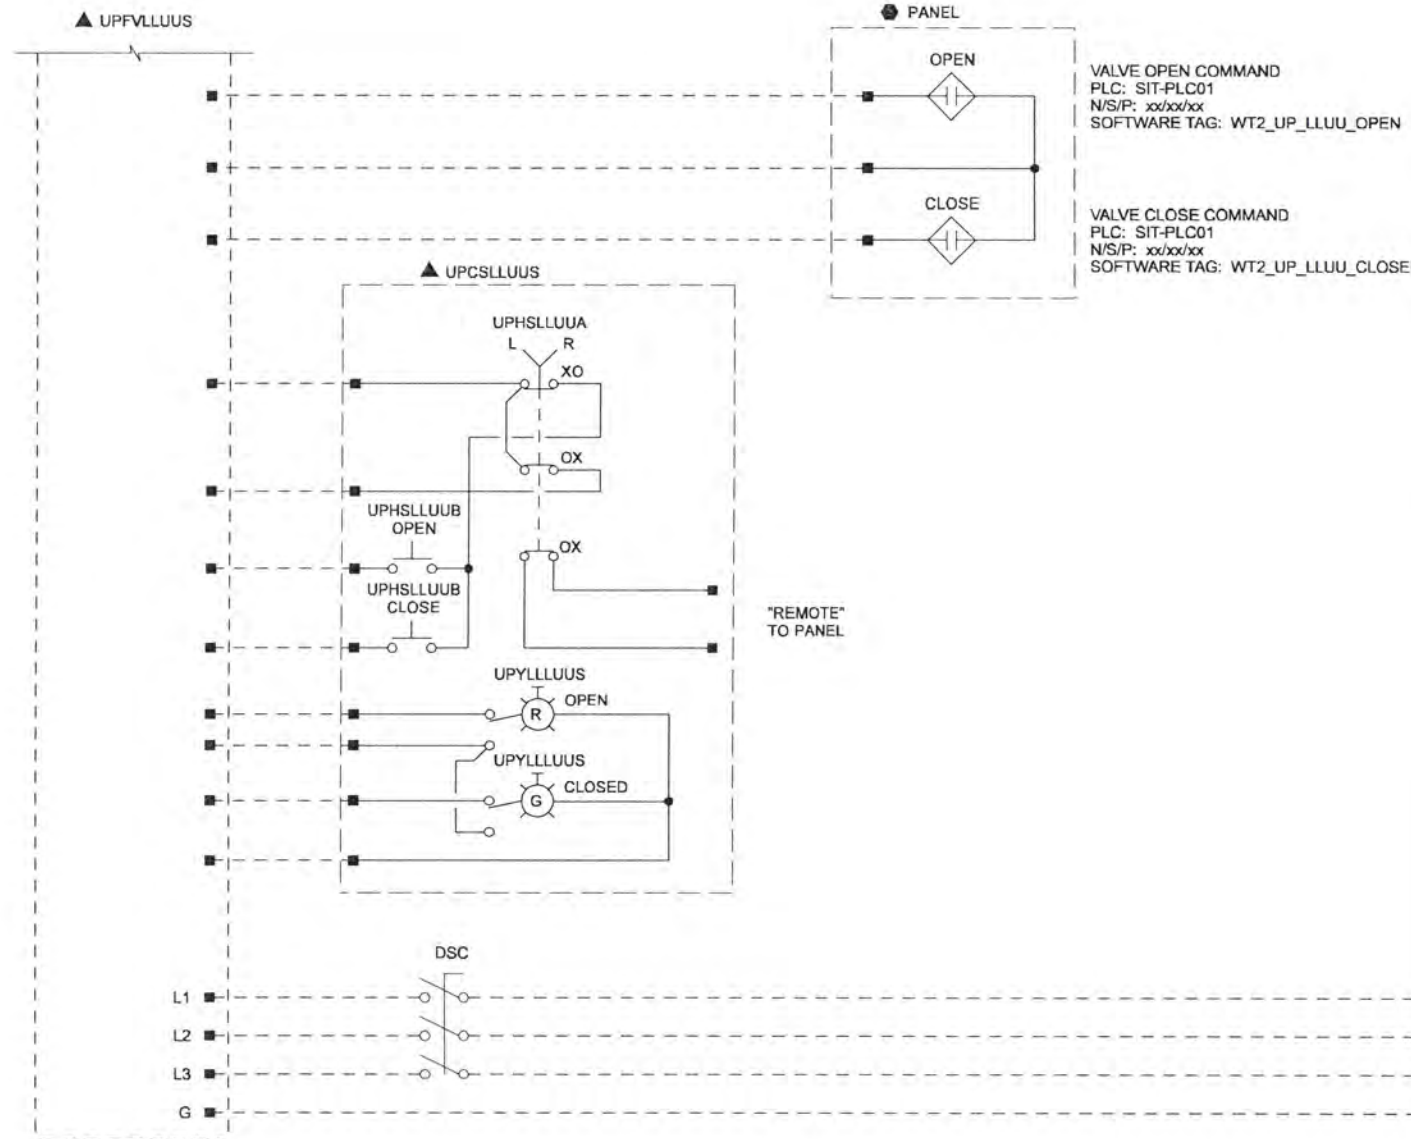 UPFVLLUUS
PANEL
OPEN
VALVE OPEN COMMAND
PLC: SIT-PLC01
N/S/P: xx/xx/xx
SOFTWARE TAG: WT2_UP_LLUU_OPEN
CLOSE
VALVE CLOSE COMMAND
PLC: SIT-PLC01
N/S/P: xx/xx/xx
SOFTWARE TAG: WT2_UP_LLUU_CLOSE
UPCSLLUUS
UPHSLLUUA
L R
XO
OX
UPHSLLUUB
OPEN
OX
UPHSLLUUB
CLOSE
"REMOTE"
TO PANEL
UPYLLLUUS
OPEN
R
UPYLLLUUS
CLOSED
G
DSC
L1
L2
L3
G